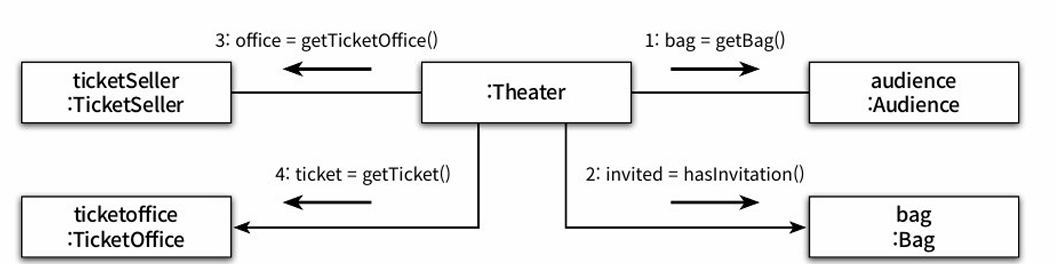 3: office = getTicketOffice()
1: bag = getBag()
ticketSeller
:TicketSeller
:Theater
audience
:Audience
4: ticket = getTicket()
2: invited = hasInvitation()
ticketoffice
:TicketOffice
bag
:Bag